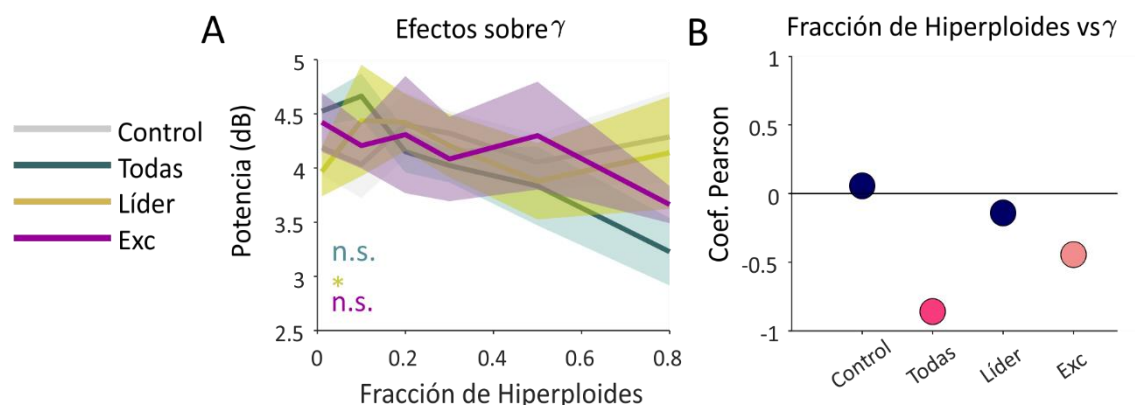 A
Efectos sobre γ
Control
Todas
Líder
Exc
Potencia (dB)
5
4.5
4
3.5
3
2.5
n.s.
*
n.s.
0
0.2
0.4
0.6
0.8
Fracción de Hiperploides
B
Fracción de Hiperploides vs γ
Coef. Pearson
1
0.5
0
-0.5
-1
Control
Todas
Líder
Exc